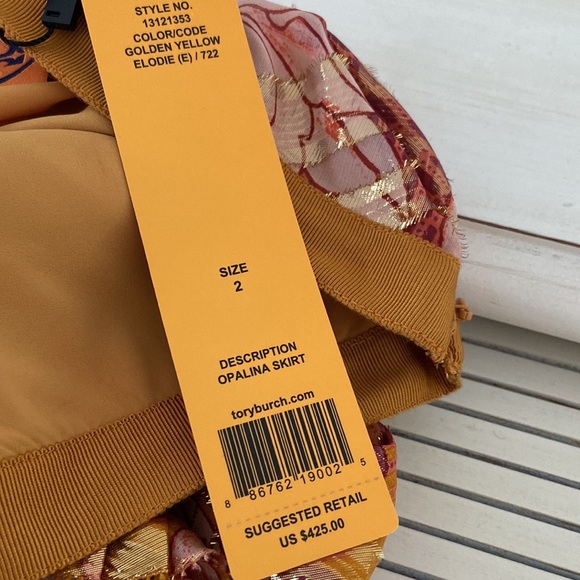 STYLE NO.
13121353
COLOR/CODE
GOLDEN YELLOW
ELODIE (E) / 722
SIZE
2
DESCRIPTION
OPALINA SKIRT
toryburch.com
8 86762 19002 5
SUGGESTED RETAIL
US $425.00